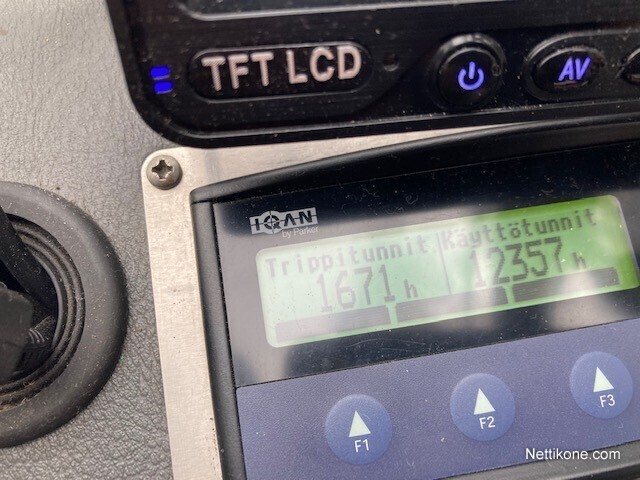 TFT LCD
AV
IQAN
by Parker
Trippitunnit Käyttötunnit
1671 h 12357 h
F1 F2 F3
Nettikone.com